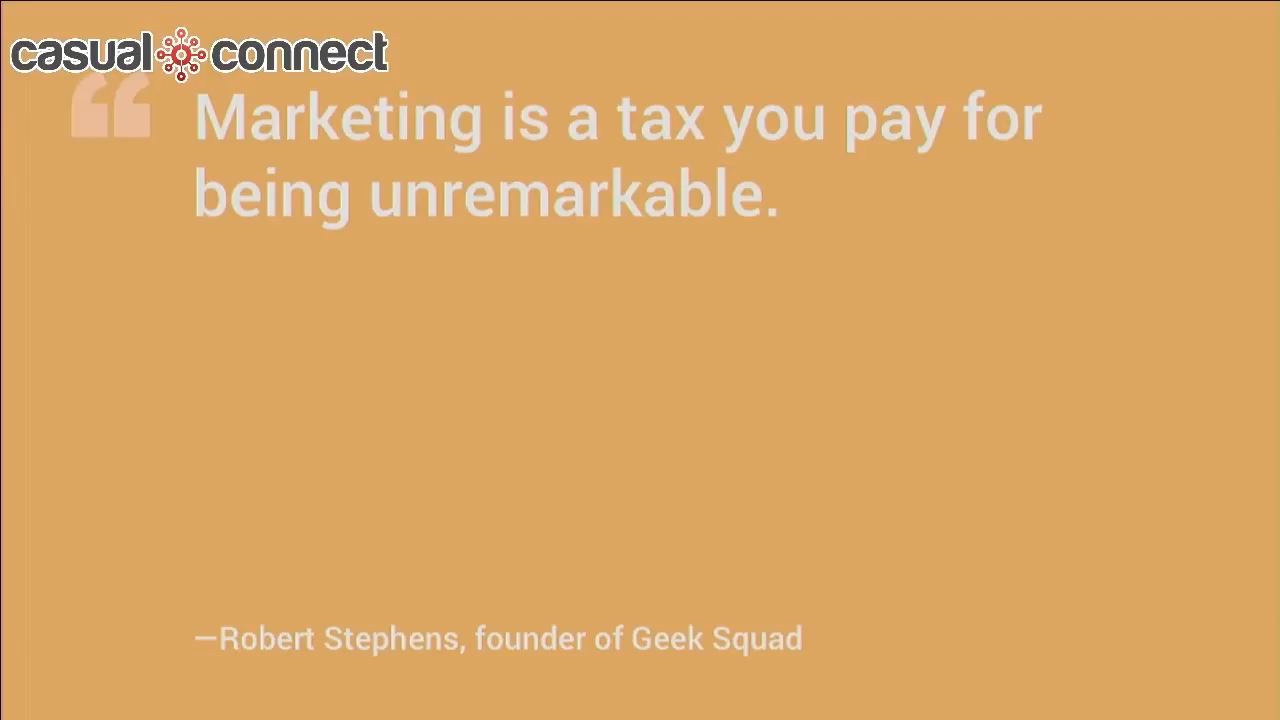 casual connect
“
Marketing is a tax you pay for
being unremarkable.
—Robert Stephens, founder of Geek Squad